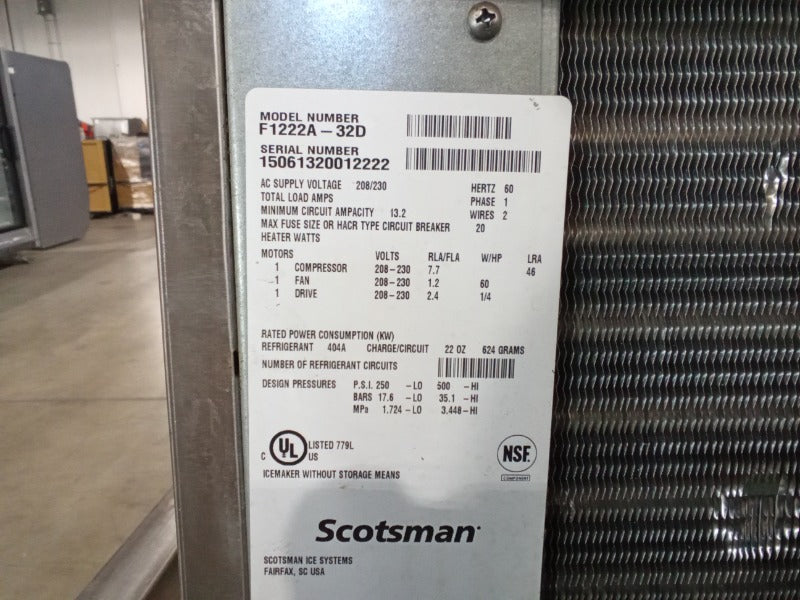 MODEL NUMBER
F1222A - 32D
SERIAL NUMBER
15061320012222
AC SUPPLY VOLTAGE 208/230 HERTZ 60
TOTAL LOAD AMPS PHASE 1
MINIMUM CIRCUIT AMPACITY 13.2 WIRES 2
MAX FUSE SIZE OR HACR TYPE CIRCUIT BREAKER 20
HEATER WATTS
MOTORS VOLTS RLA/FLA W/HP LRA
1 COMPRESSOR 208-230 7.7 46
1 FAN 208-230 1.2 60
1 DRIVE 208-230 2.4 1/4
RATED POWER CONSUMPTION (KW)
REFRIGERANT 404A CHARGE/CIRCUIT 22 OZ 624 GRAMS
NUMBER OF REFRIGERANT CIRCUITS
DESIGN PRESSURES P.S.I. 250 -LO 500 -HI
BARS 17.6 -LO 35.1 -HI
MPa 1.724-LO 3.448-HI
C UL LISTED 779L
US
NSF.
COMPONENT
ICEMAKER WITHOUT STORAGE MEANS
Scotsman
SCOTSMAN ICE SYSTEMS
FAIRFAX, SC USA